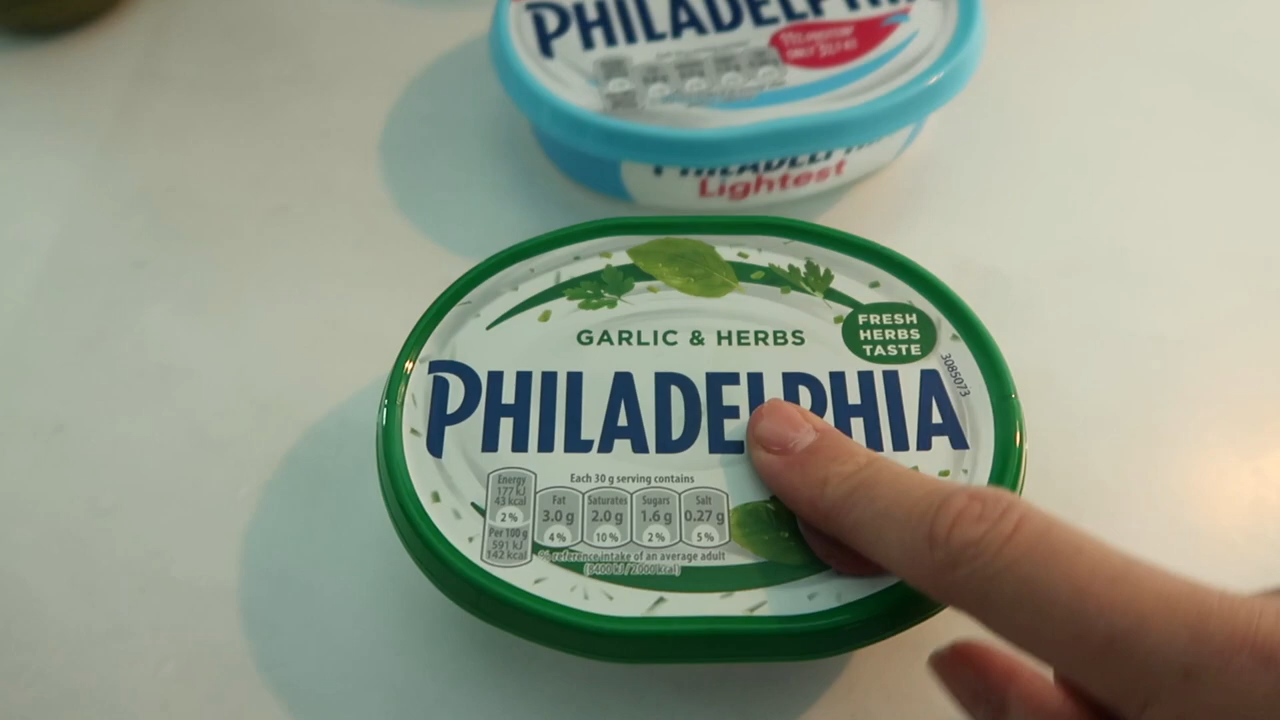 PHILADELPHIA
PHILADELPHIA
Lightest
GARLIC & HERBS
FRESH
HERBS
TASTE
3085073
PHILADELPHIA
Each 30 g serving contains
Energy
177 kJ
43 kcal
2%
Per 100 g
591 kJ
142 kcal
Fat
3.0 g
4%
Saturates
2.0 g
10%
Sugars
1.6 g
2%
Salt
0.27 g
5%
% reference intake of an average adult
(8400 kJ / 2000 kcal)